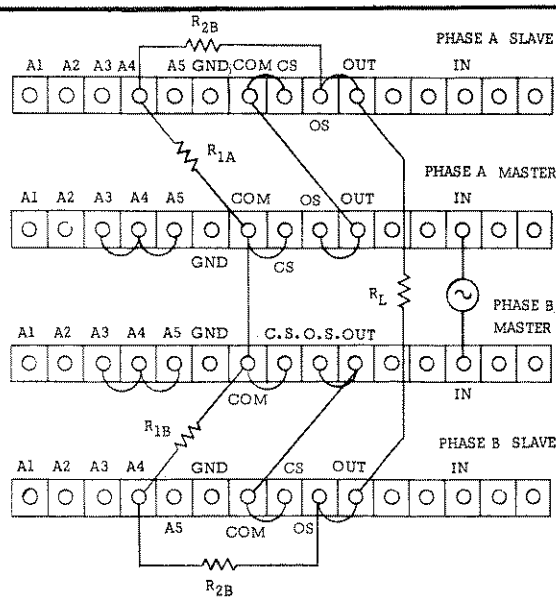 R2B
PHASE A SLAVE
A1 A2 A3 A4 A5 GND COM CS OUT IN
OS
R1A
PHASE A MASTER
A1 A2 A3 A4 A5 COM OS OUT IN
GND CS
RL
PHASE B
MASTER
A1 A2 A3 A4 A5 GND C.S.O.S.OUT
COM IN
R1B
PHASE B SLAVE
A1 A2 A3 A4 GND CS OUT IN
A5 COM OS
R2B